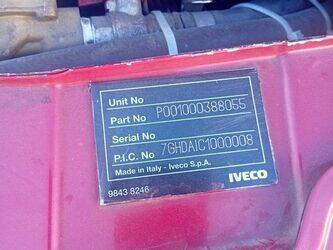 Unit No
Part No P001000388055
Serial No
P.I.C. No 7GHDAIC1000008
Made in Italy - Iveco S.p.A.
9843 8246 IVECO